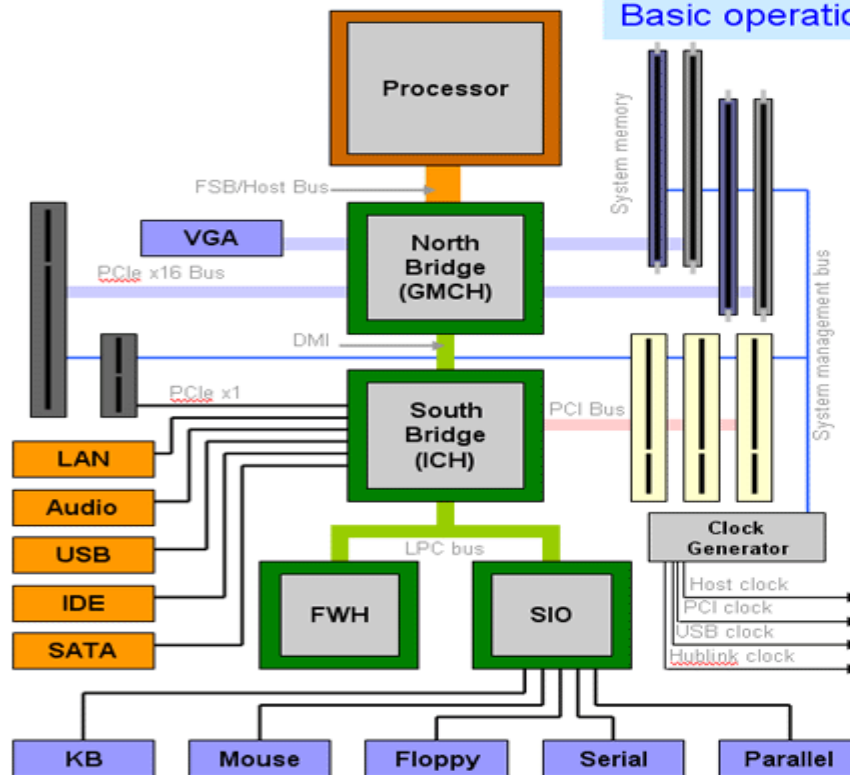 Basic operatio
Processor
System memory
FSB/Host Bus
VGA
North
Bridge
(GMCH)
PCIe x16 Bus
System management bus
DMI
PCIe x1
South
Bridge
(ICH)
PCI Bus
LAN
Audio
USB
IDE
SATA
LPC bus
FWH
SIO
Clock
Generator
Host clock
PCI clock
USB clock
Hublink clock
KB
Mouse
Floppy
Serial
Parallel